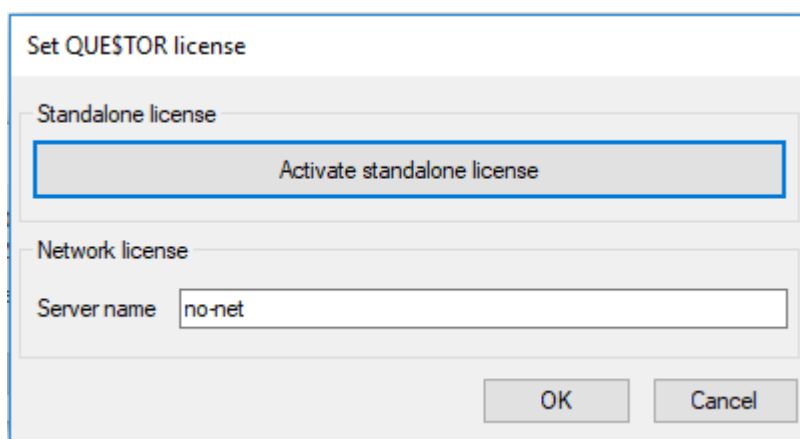 Set QUE$TOR license
Standalone license
Activate standalone license
Network license
Server name no-net
OK Cancel